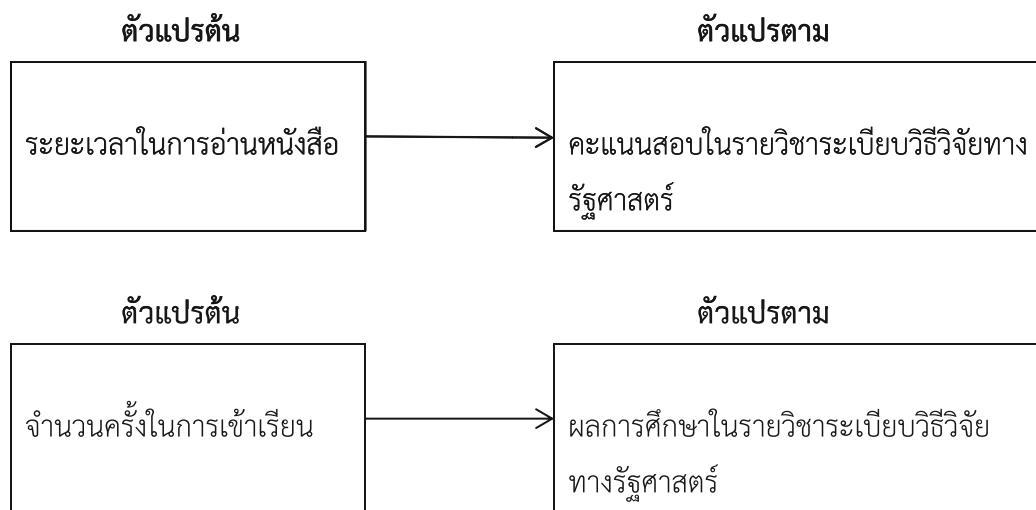 ตัวแปรต้น
ตัวแปรตาม
ระยะเวลาในการอ่านหนังสือ
คะแนนสอบในรายวิชาระเบียบวิธีวิจัยทาง
รัฐศาสตร์
ตัวแปรต้น
ตัวแปรตาม
จำนวนครั้งในการเข้าเรียน
ผลการศึกษาในรายวิชาระเบียบวิธีวิจัย
ทางรัฐศาสตร์